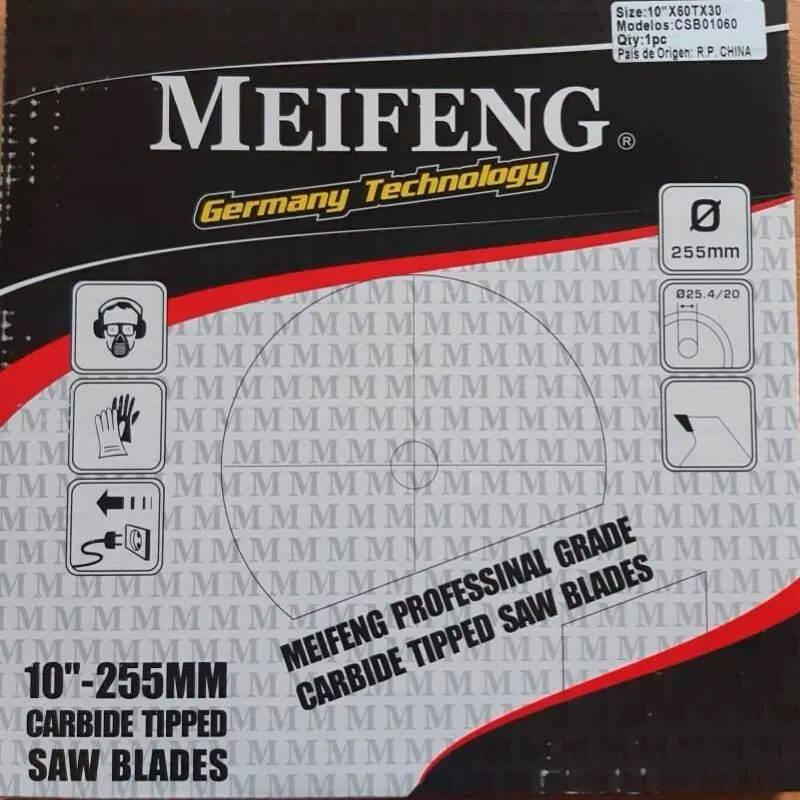 Size:10"X60TX30
Modelos:CSB01060
Qty:1pc
País de Origen: R.P. CHINA
MEIFENG®
Germany Technology
Ø
255mm
Ø25.4/20
MEIFENG PROFESSINAL GRADE
CARBIDE TIPPED SAW BLADES
10"-255MM
CARBIDE TIPPED
SAW BLADES